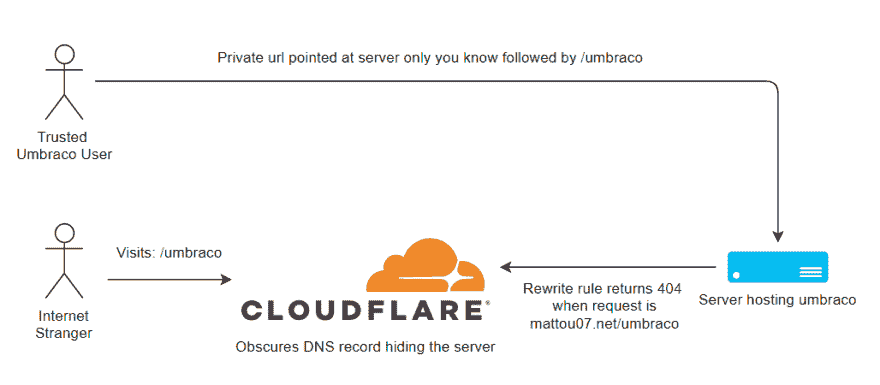 Private url pointed at server only you know followed by /umbraco
Trusted
Umbraco User
Visits: /umbraco
Internet
Stranger
CLOUDFLARE®
Obscures DNS record hiding the server
Rewrite rule returns 404
when request is
mattou07.net/umbraco
Server hosting umbraco